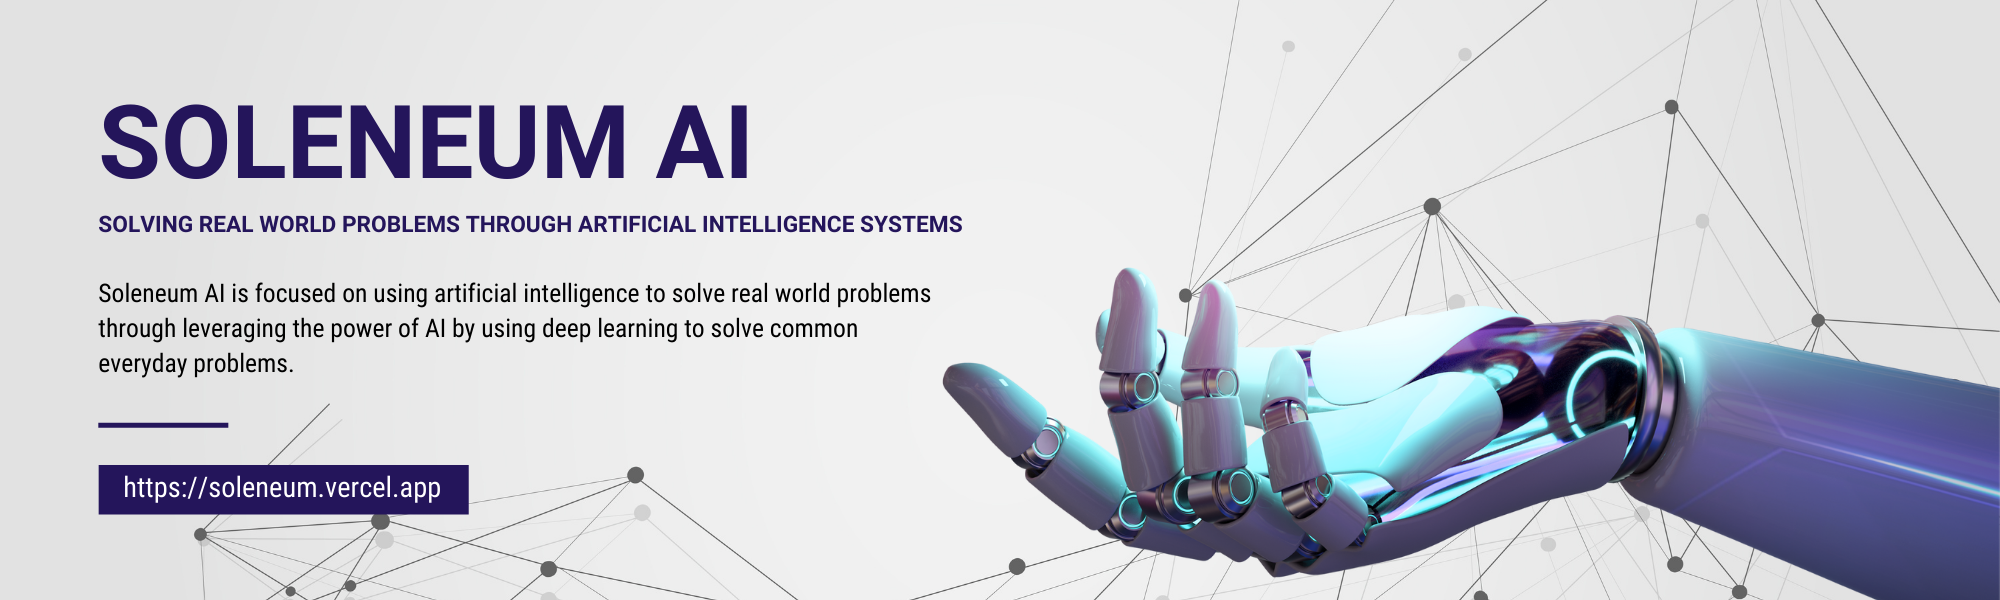 SOLENEUM AI
SOLVING REAL WORLD PROBLEMS THROUGH ARTIFICIAL INTELLIGENCE SYSTEMS
Soleneum AI is focused on using artificial intelligence to solve real world problems
through leveraging the power of AI by using deep learning to solve common
everyday problems.
https://soleneum.vercel.app